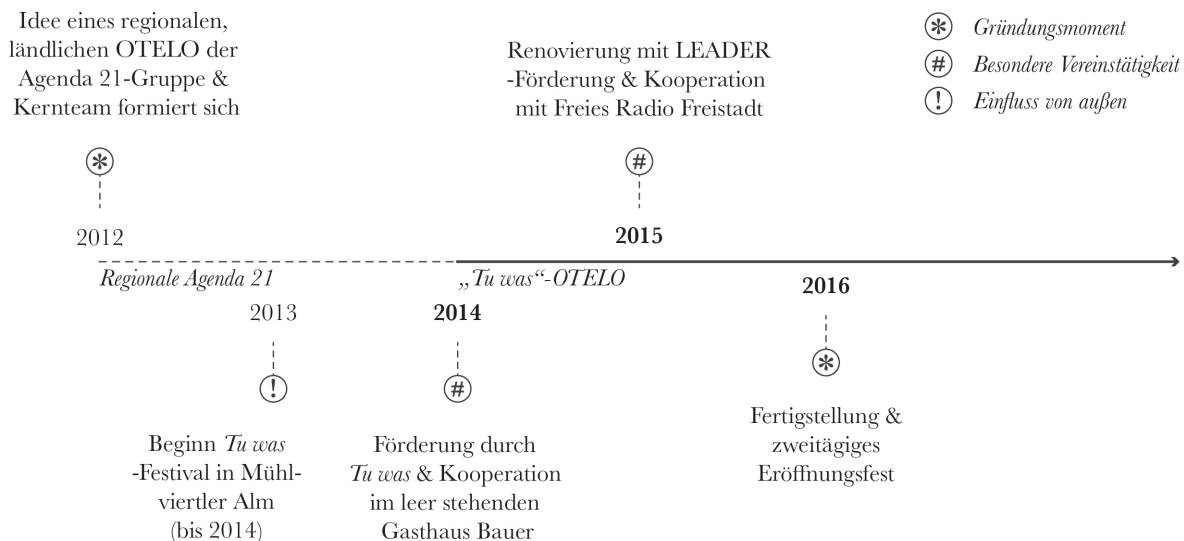 Idee eines regionalen,
ländlichen OTELO der
Agenda 21-Gruppe &
Kernteam formiert sich
Renovierung mit LEADER
-Förderung & Kooperation
mit Freies Radio Freistadt
* Gründungsmoment
# Besondere Vereinstätigkeit
! Einfluss von außen
*
#
2012
2015
Regionale Agenda 21
„Tu was“-OTELO
2013
2014
2016
!
#
*
Beginn Tu was
-Festival in Mühl-
viertler Alm
(bis 2014)
Förderung durch
Tu was & Kooperation
im leer stehenden
Gasthaus Bauer
Fertigstellung &
zweitägiges
Eröffnungsfest